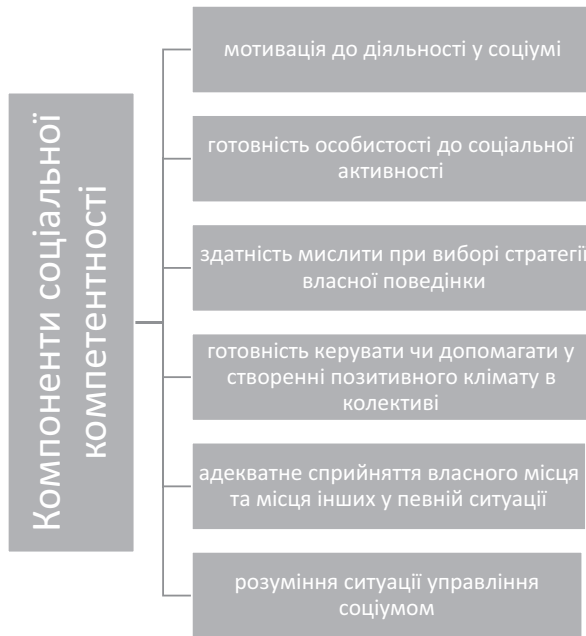 Компоненти соціальної
компетентності
мотивація до діяльності у соціумі
готовність особистості до соціальної
активності
здатність мислити при виборі стратегії
власної поведінки
готовність керувати чи допомагати у
створенні позитивного клімату в
колективі
адекватне сприйняття власного місця
та місця інших у певній ситуації
розуміння ситуації управління
соціумом